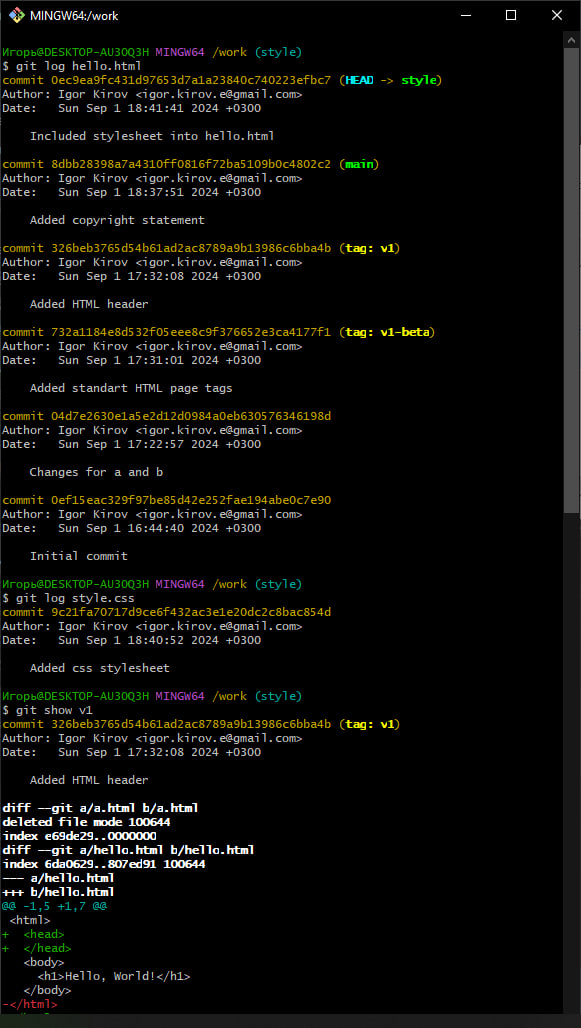 MINGW64:/work
Игорь@DESKTOP-AU3OQ3H MINGW64 /work (style)
$ git log hello.html
commit 0ec9ea9fc431d97653d7a1a23840c740223efbc7 (HEAD -> style)
Author: Igor Kirov <igor.kirov.e@gmail.com>
Date:   Sun Sep 1 18:41:41 2024 +0300
    Included stylesheet into hello.html
commit 8dbb28398a7a4310ff0816f72ba5109b0c4802c2 (main)
Author: Igor Kirov <igor.kirov.e@gmail.com>
Date:   Sun Sep 1 18:37:51 2024 +0300
    Added copyright statement
commit 326beb3765d54b61ad2ac8789a9b13986c6bba4b (tag: v1)
Author: Igor Kirov <igor.kirov.e@gmail.com>
Date:   Sun Sep 1 17:32:08 2024 +0300
    Added HTML header
commit 732a1184e8d532f05eee8c9f376652e3ca4177f1 (tag: v1-beta)
Author: Igor Kirov <igor.kirov.e@gmail.com>
Date:   Sun Sep 1 17:31:01 2024 +0300
    Added standart HTML page tags
commit 04d7e2630e1a5e2d12d0984a0eb630576346198d
Author: Igor Kirov <igor.kirov.e@gmail.com>
Date:   Sun Sep 1 17:22:57 2024 +0300
    Changes for a and b
commit 0ef15eac329f97be85d42e252fae194abe0c7e90
Author: Igor Kirov <igor.kirov.e@gmail.com>
Date:   Sun Sep 1 16:44:40 2024 +0300
    Initial commit
Игорь@DESKTOP-AU3OQ3H MINGW64 /work (style)
$ git log style.css
commit 9c21fa70717d9ce6f432ac3e1e20dc2c8bac854d
Author: Igor Kirov <igor.kirov.e@gmail.com>
Date:   Sun Sep 1 18:40:52 2024 +0300
    Added css stylesheet
Игорь@DESKTOP-AU3OQ3H MINGW64 /work (style)
$ git show v1
commit 326beb3765d54b61ad2ac8789a9b13986c6bba4b (tag: v1)
Author: Igor Kirov <igor.kirov.e@gmail.com>
Date:   Sun Sep 1 17:32:08 2024 +0300
    Added HTML header
diff --git a/a.html b/a.html
deleted file mode 100644
index e69de29..0000000
diff --git a/hello.html b/hello.html
index 6da0629..807ed91 100644
--- a/hello.html
+++ b/hello.html
@@ -1,5 +1,7 @@
 <html>
+  <head>
+  </head>
   <body>
     <h1>Hello, World!</h1>
   </body>
-</html>